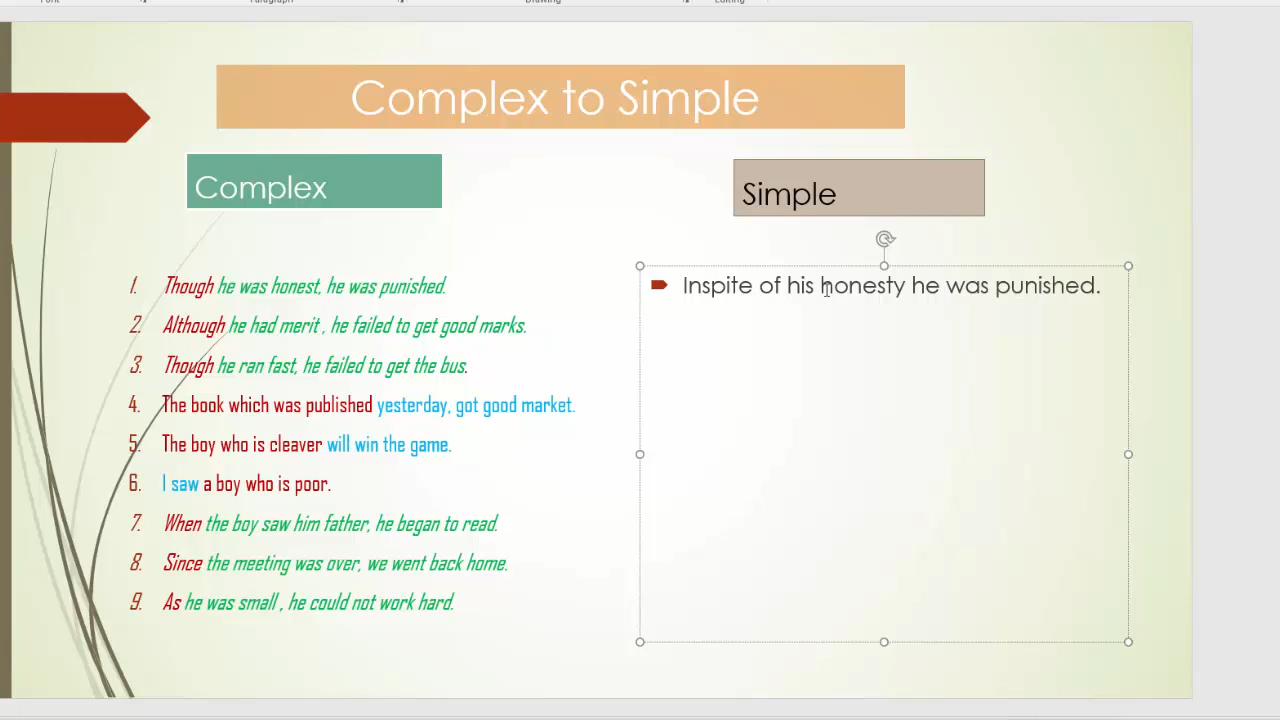 Complex to Simple
Complex
Simple
1. Though he was honest, he was punished.
2. Although he had merit , he failed to get good marks.
3. Though he ran fast, he failed to get the bus.
4. The book which was published yesterday, got good market.
5. The boy who is cleaver will win the game.
6. I saw a boy who is poor.
7. When the boy saw him father, he began to read.
8. Since the meeting was over, we went back home.
9. As he was small , he could not work hard.
Inspite of his honesty he was punished.